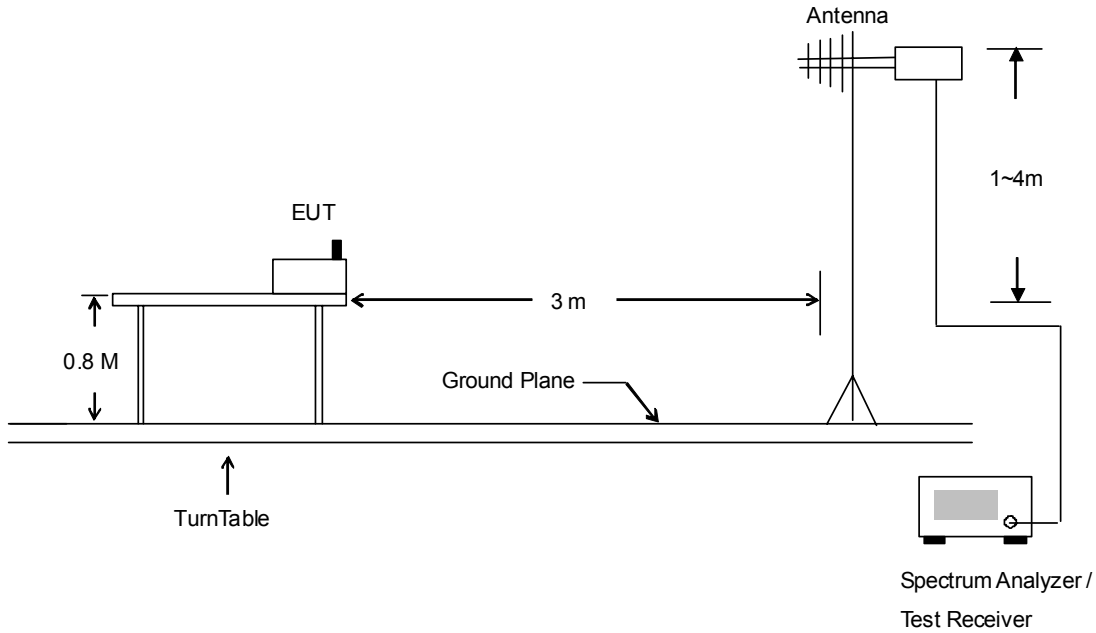 Antenna
1~4m
EUT
3 m
0.8 M
Ground Plane
TurnTable
Spectrum Analyzer /
Test Receiver